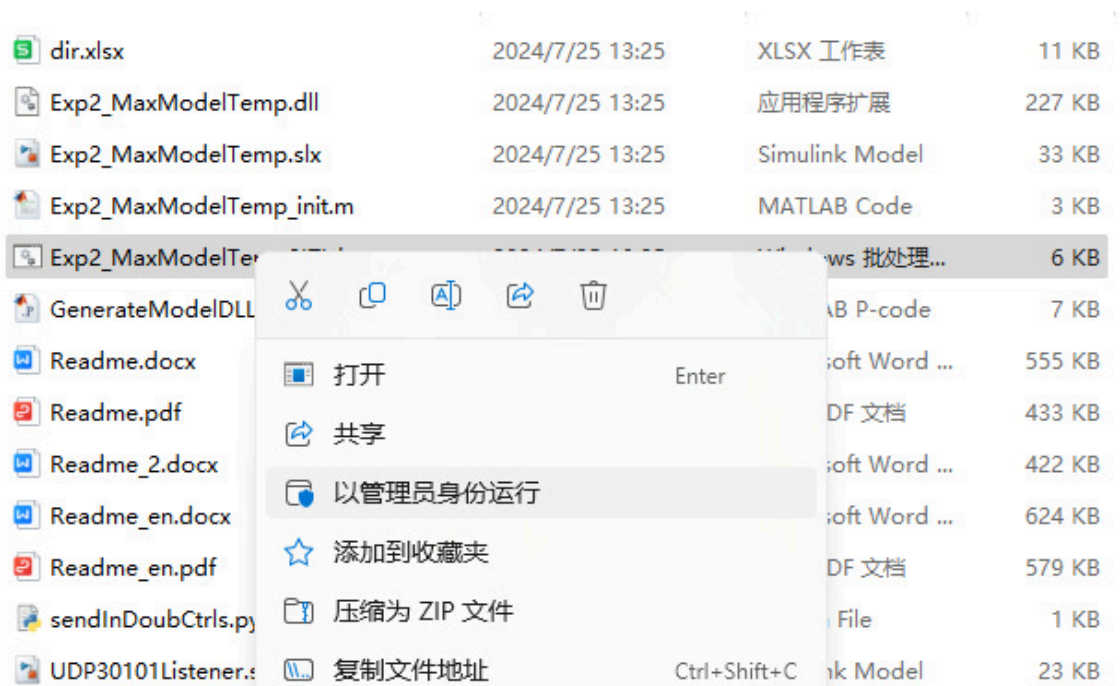 dir.xlsx 2024/7/25 13:25 XLSX 工作表 11 KB
Exp2_MaxModelTemp.dll 2024/7/25 13:25 应用程序扩展 227 KB
Exp2_MaxModelTemp.slx 2024/7/25 13:25 Simulink Model 33 KB
Exp2_MaxModelTemp_init.m 2024/7/25 13:25 MATLAB Code 3 KB
Exp2_MaxModelTe ws 批处理... 6 KB
GenerateModelDLL AB P-code 7 KB
Readme.docx soft Word ... 555 KB
打开 Enter
Readme.pdf DF 文档 433 KB
共享
Readme_2.docx soft Word ... 422 KB
以管理员身份运行
Readme_en.docx soft Word ... 624 KB
添加到收藏夹
Readme_en.pdf DF 文档 579 KB
压缩为 ZIP 文件
sendInDoubCtrls.py File 1 KB
复制文件地址 Ctrl+Shift+C
UDP30101Listener.s nk Model 23 KB